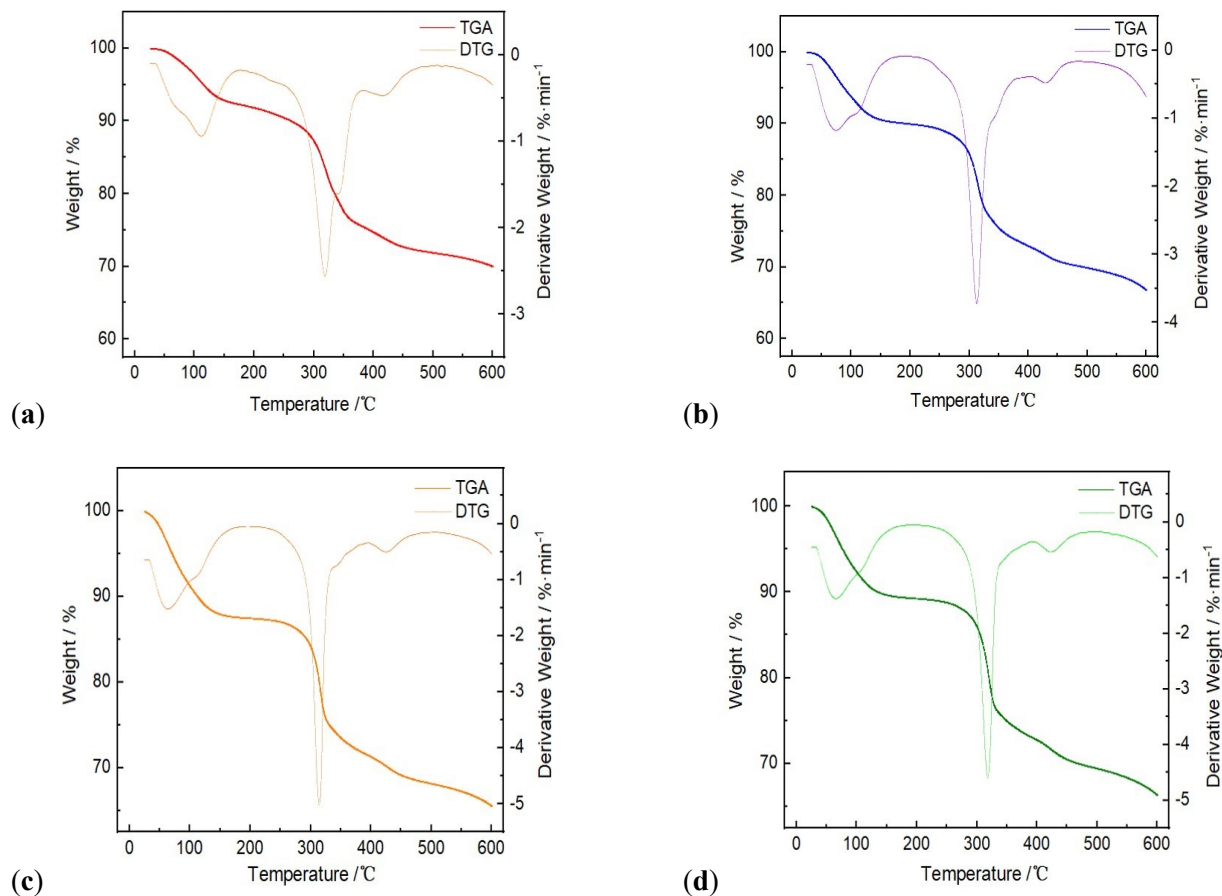 TGA
DTG
100
90
80
70
60
0
-1
-2
-3
Weight / %
Derivative Weight / %·min⁻¹
0 100 200 300 400 500 600
Temperature /℃
(a)
TGA
DTG
100
90
80
70
60
0
-1
-2
-3
-4
Weight / %
Derivative Weight / %·min⁻¹
0 100 200 300 400 500 600
Temperature /℃
(b)
TGA
DTG
100
90
80
70
0
-1
-2
-3
-4
-5
Weight / %
Derivative Weight / %·min⁻¹
0 100 200 300 400 500 600
Temperature /℃
(c)
TGA
DTG
100
90
80
70
0
-1
-2
-3
-4
-5
Weight / %
Derivative Weight / %·min⁻¹
0 100 200 300 400 500 600
Temperature /℃
(d)